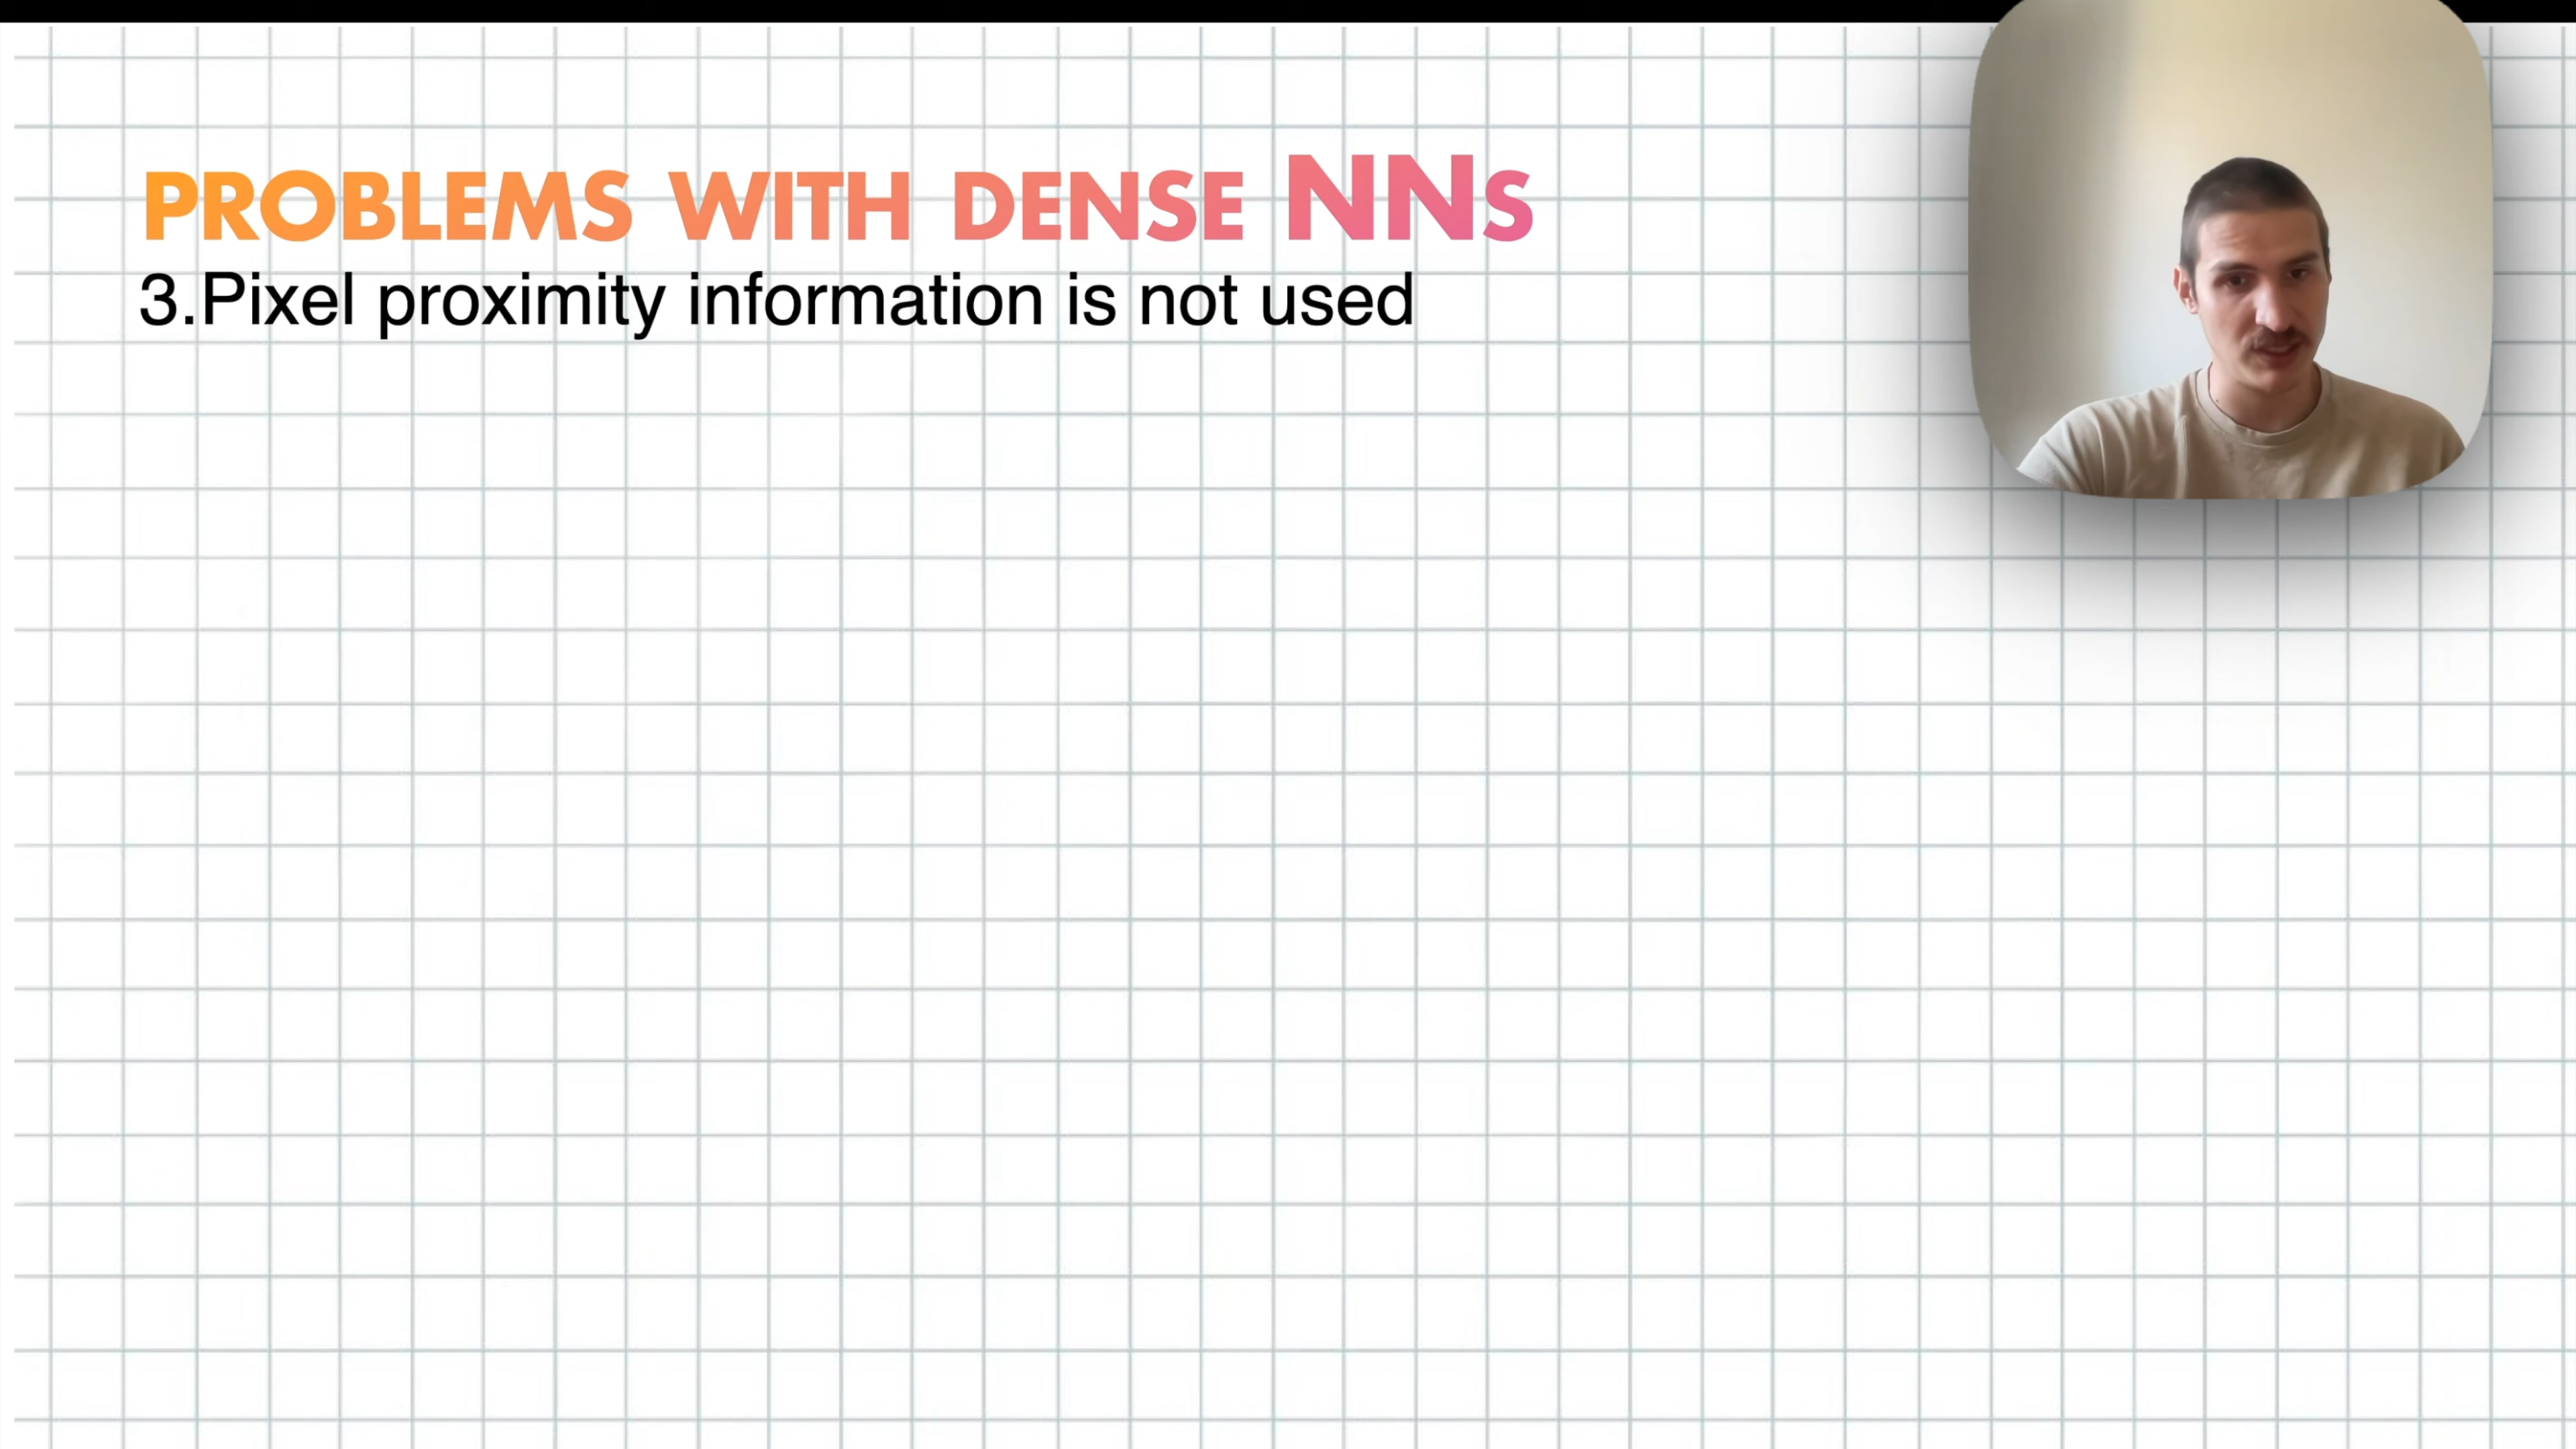 PROBLEMS WITH DENSE NNS
3.Pixel proximity information is not used